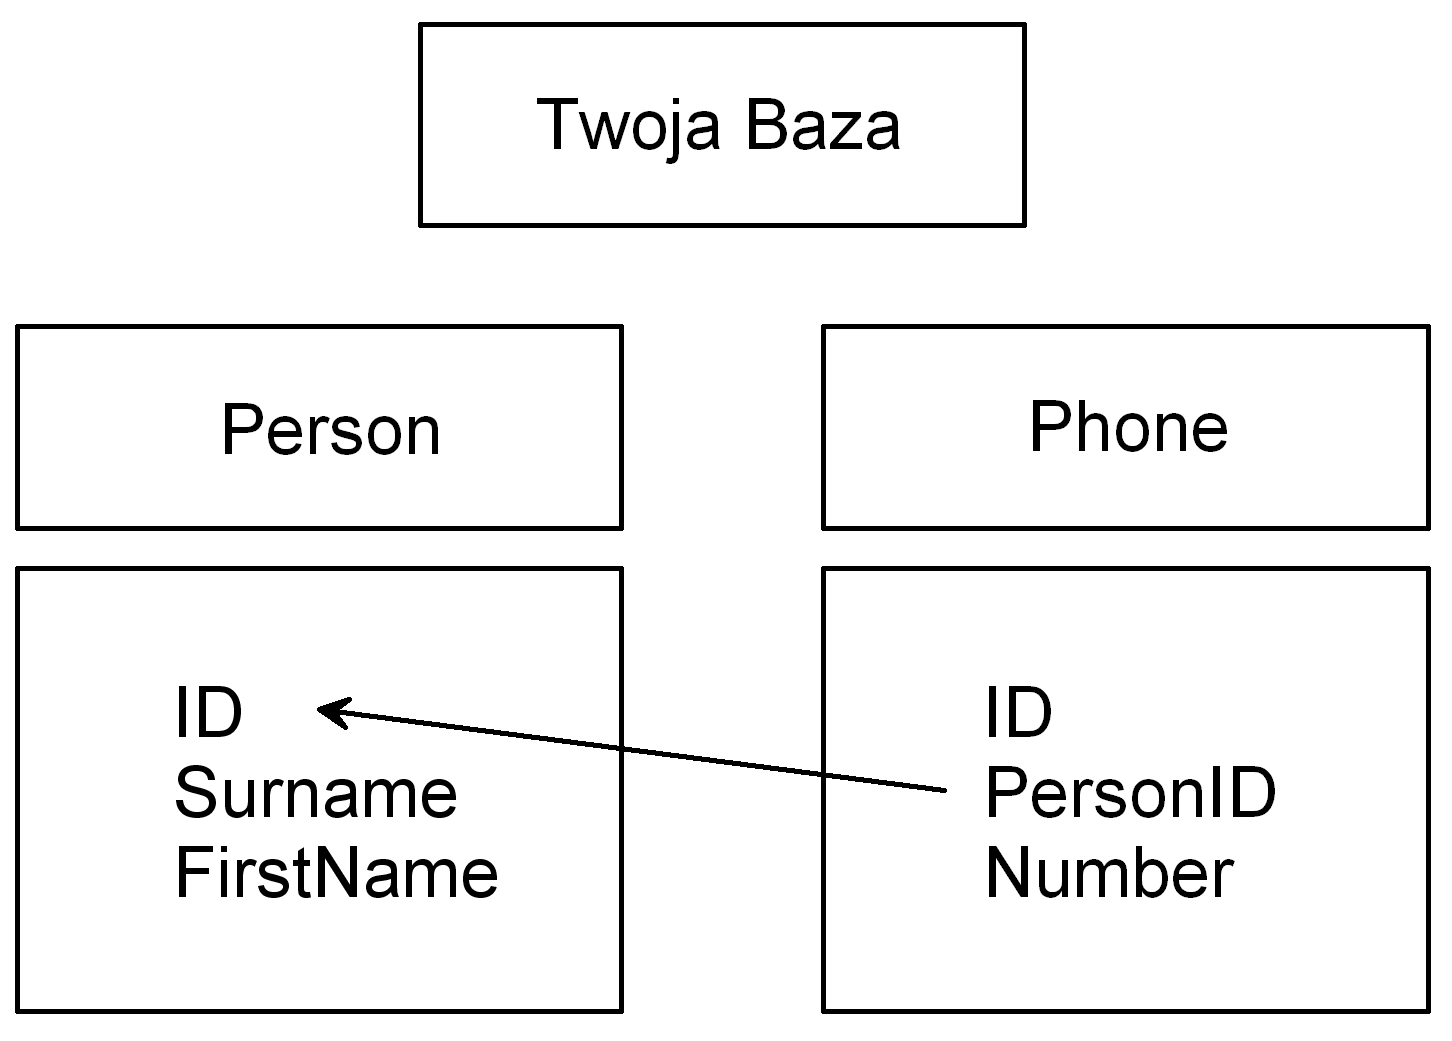 Twoja Baza
Person
Phone
ID
Surname
FirstName
ID
PersonID
Number